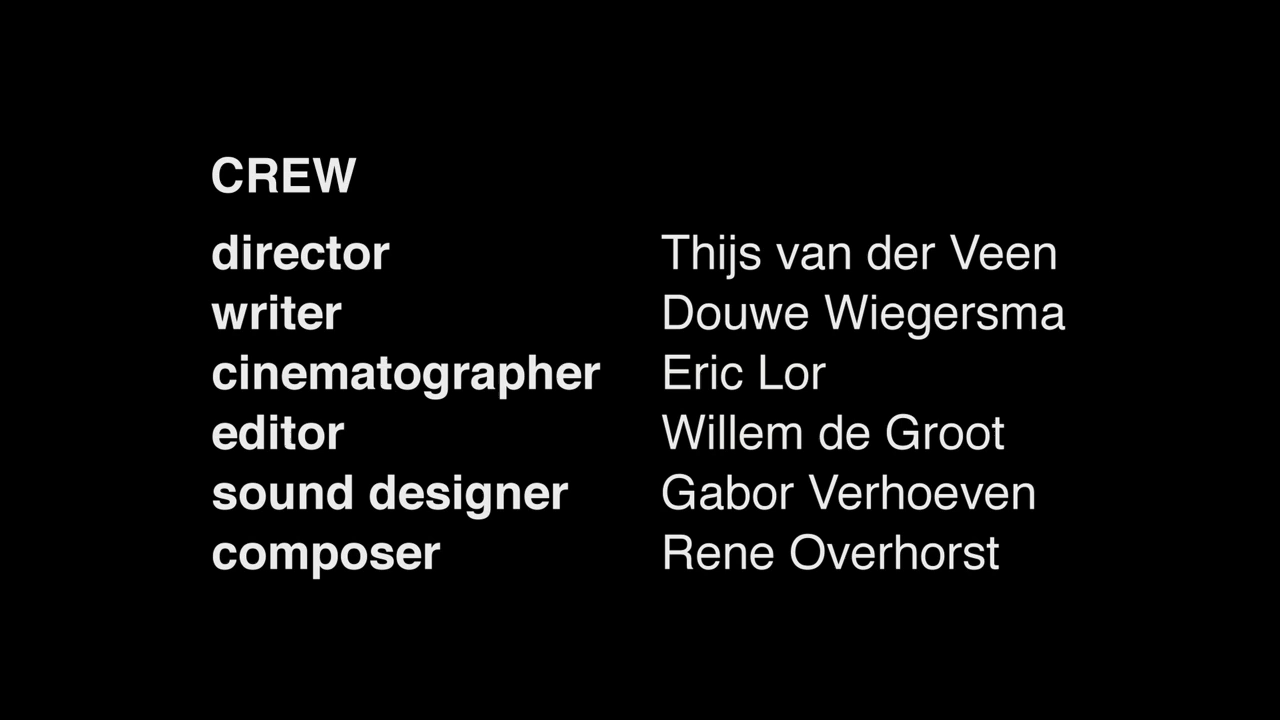 CREW
director Thijs van der Veen
writer Douwe Wiegersma
cinematographer Eric Lor
editor Willem de Groot
sound designer Gabor Verhoeven
composer Rene Overhorst